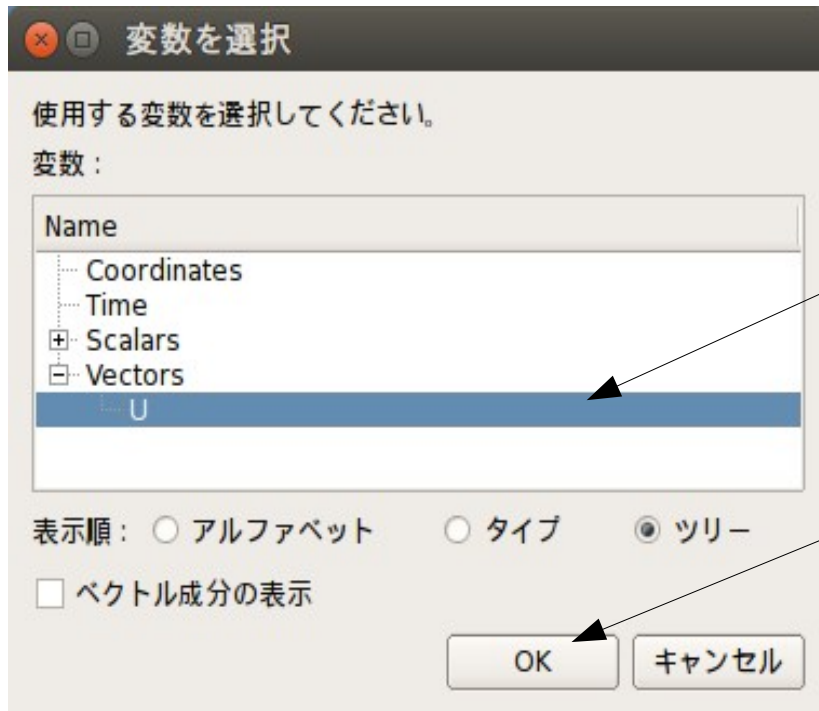 変数を選択
使用する変数を選択してください。
変数：
Name
Coordinates
Time
Scalars
Vectors
U
表示順： アルファベット タイプ ツリー
ベクトル成分の表示
OK キャンセル